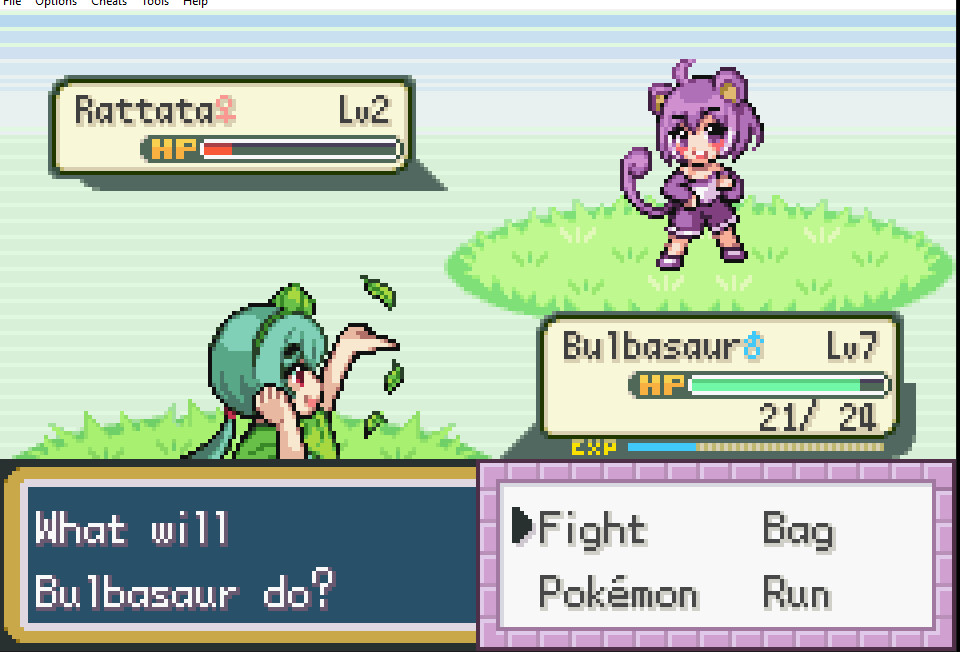 File Options Cheats Tools Help
Rattata♀ Lv2
HP
Bulbasaur♂ Lv7
HP
21/ 24
EXP
What will
Bulbasaur do?
Fight Bag
Pokémon Run